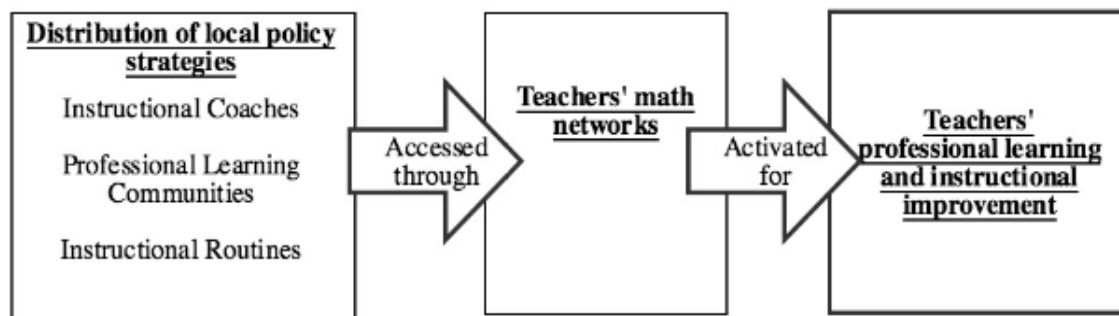 Distribution of local policy
strategies
Instructional Coaches
Professional Learning
Communities
Instructional Routines
Accessed
through
Teachers' math
networks
Activated
for
Teachers'
professional learning
and instructional
improvement